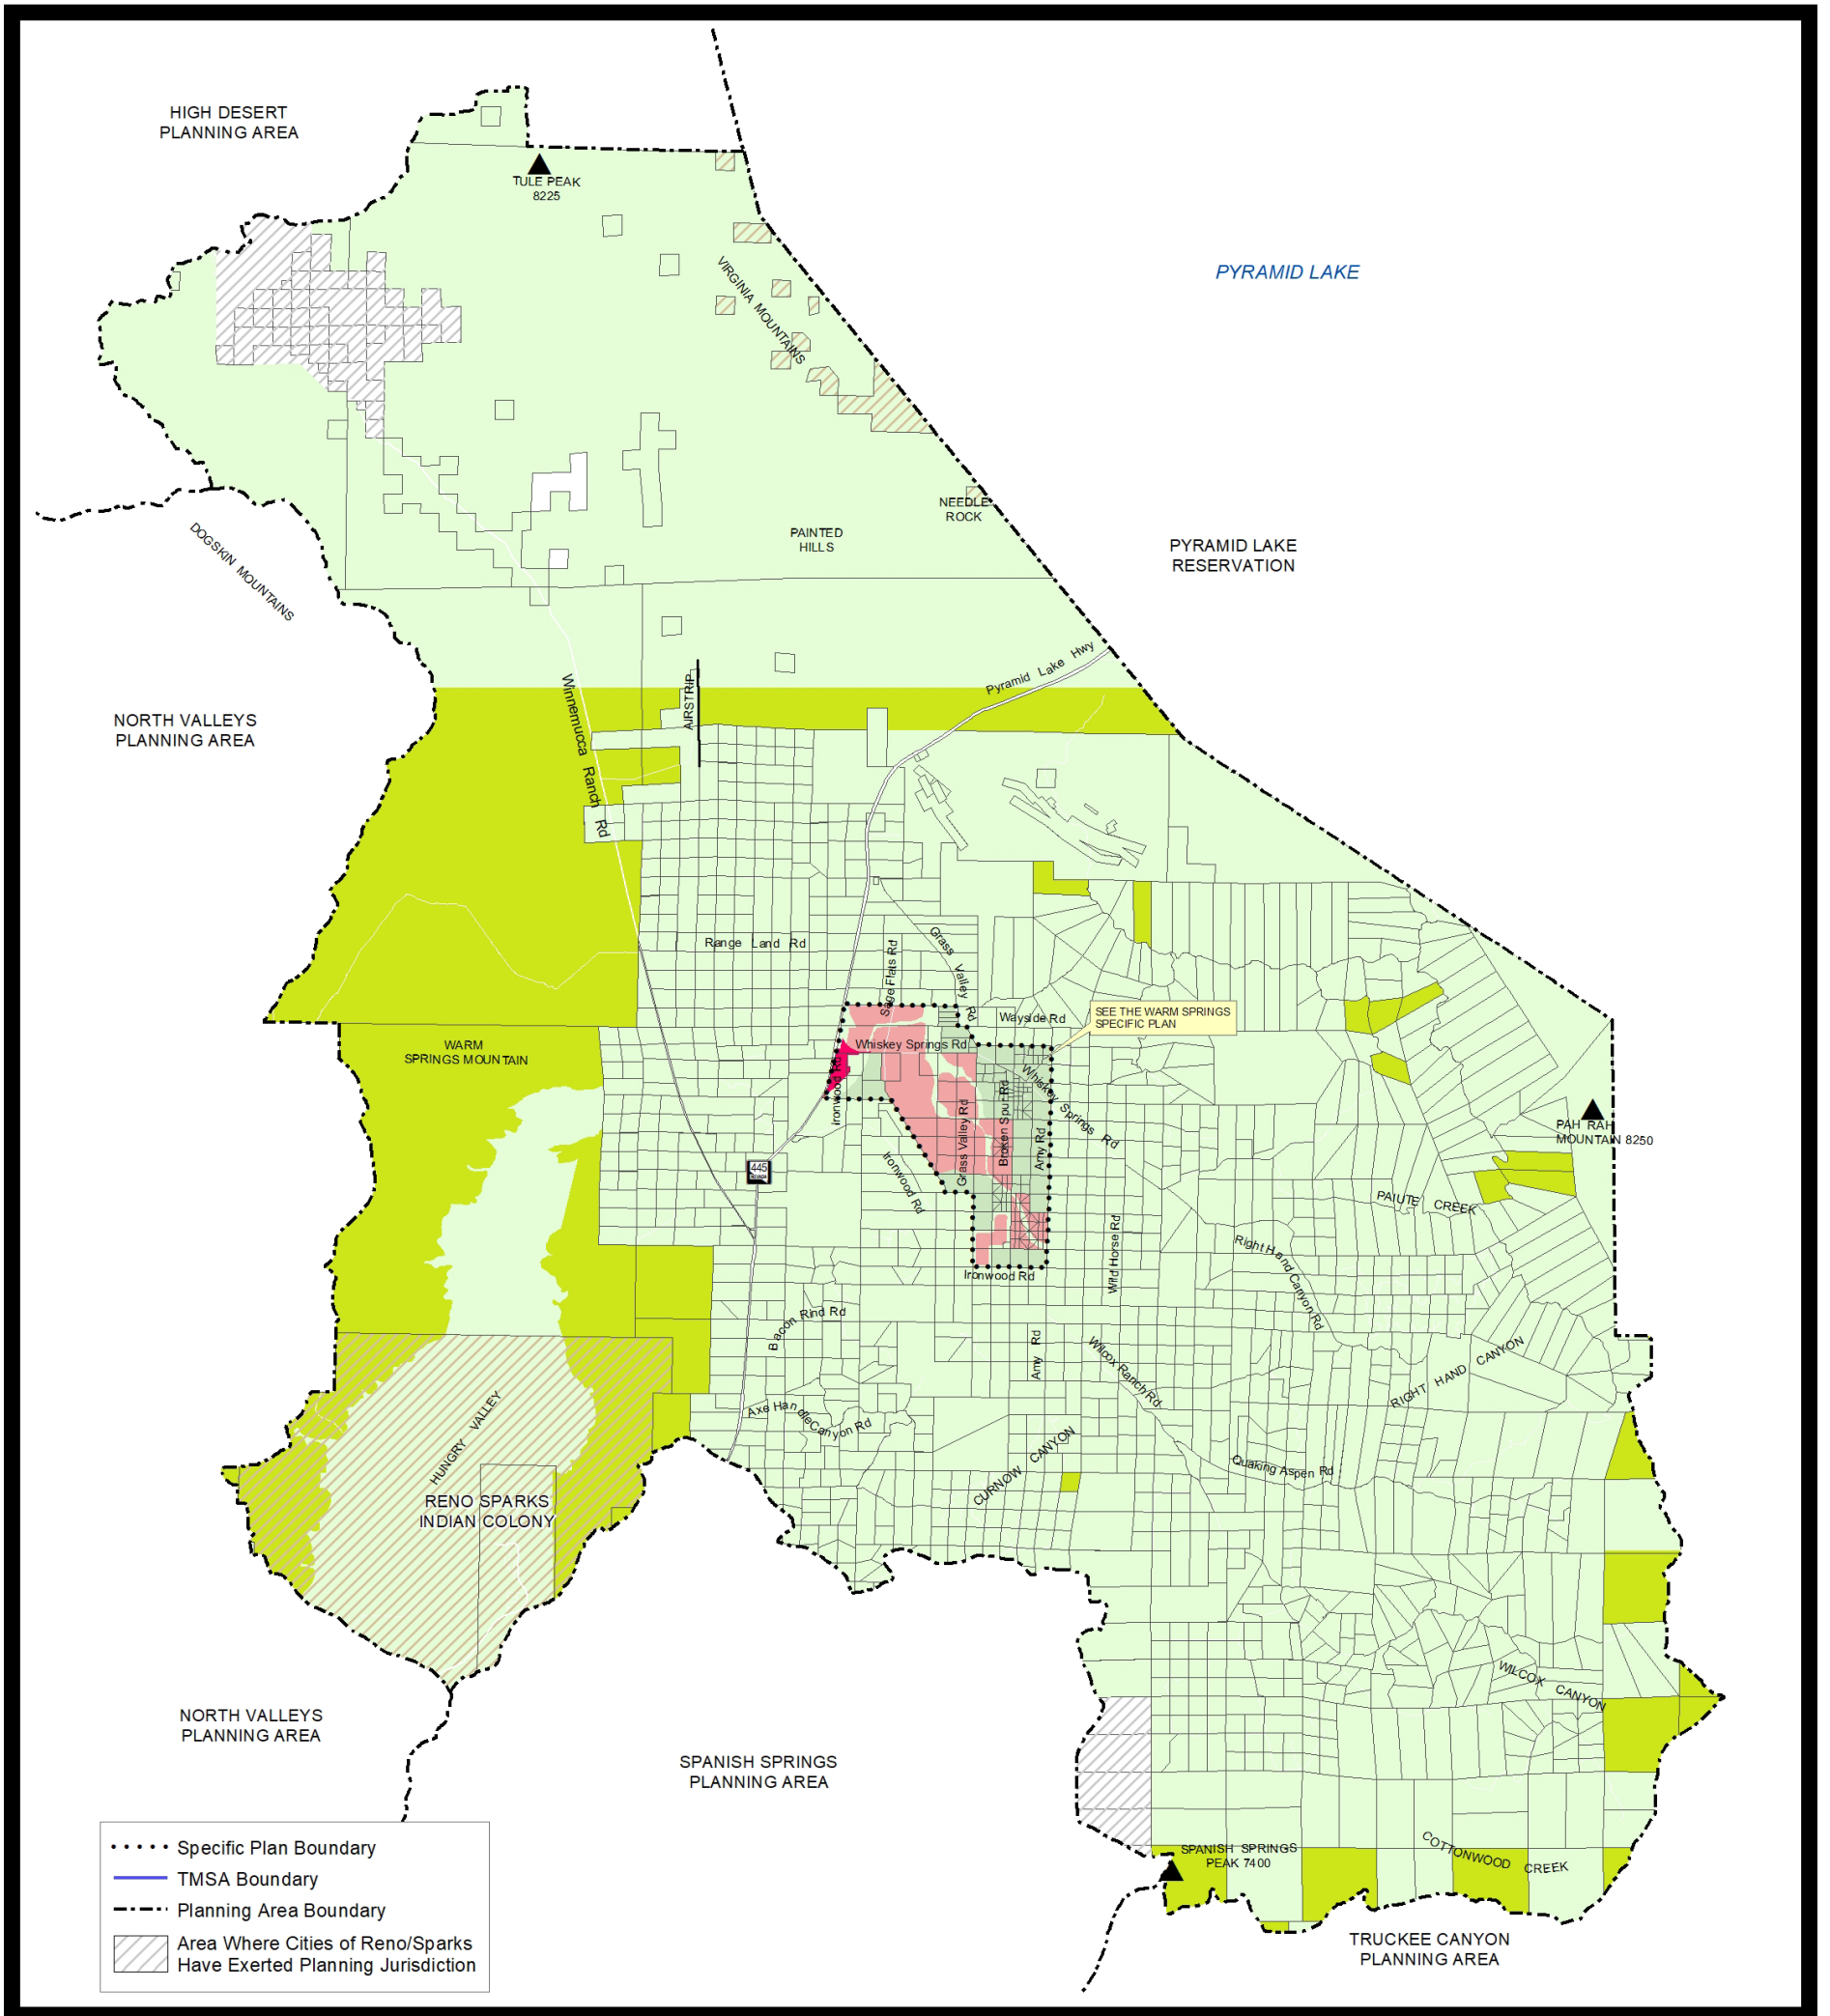 HIGH DESERT
PLANNING AREA
TULE PEAK
8225
VIRGINIA MOUNTAINS
PYRAMID LAKE
NEEDLE
ROCK
PAINTED
HILLS
DOGSKIN MOUNTAINS
PYRAMID LAKE
RESERVATION
NORTH VALLEYS
PLANNING AREA
Winnemucca Ranch Rd
AIRSTRIP
Pyramid Lake Hwy
Range Land Rd
Sage Flats Rd
Grass Valley Rd
Wayside Rd
SEE THE WARM SPRINGS
SPECIFIC PLAN
WARM
SPRINGS MOUNTAIN
Whiskey Springs Rd
Ironwood Rd
Whiskey Springs Rd
Grass Valley Rd
Broken Spur Rd
Amy Rd
Ironwood Rd
445
PAH RAH
MOUNTAIN 8250
PAIUTE CREEK
Wild Horse Rd
Right Hand Canyon Rd
Ironwood Rd
Bacon Rind Rd
Amy Rd
Wilcox Ranch Rd
RIGHT HAND CANYON
Axe Handle Canyon Rd
HUNGRY VALLEY
CURNOW CANYON
Quaking Aspen Rd
RENO SPARKS
INDIAN COLONY
WILCOX CANYON
NORTH VALLEYS
PLANNING AREA
SPANISH SPRINGS
PLANNING AREA
SPANISH SPRINGS
PEAK 7400
COTTONWOOD CREEK
TRUCKEE CANYON
PLANNING AREA
Specific Plan Boundary
TMSA Boundary
Planning Area Boundary
Area Where Cities of Reno/Sparks
Have Exerted Planning Jurisdiction